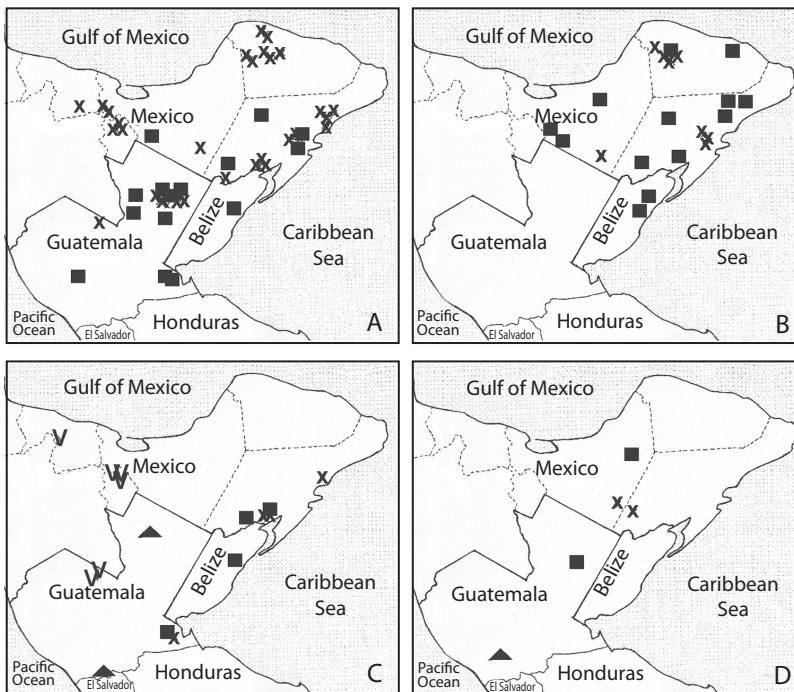 Gulf of Mexico
Mexico
Guatemala
Belize
Caribbean
Sea
Pacific
Ocean
El Salvador
Honduras
A
Gulf of Mexico
Mexico
Guatemala
Belize
Caribbean
Sea
Pacific
Ocean
El Salvador
Honduras
B
Gulf of Mexico
Mexico
Guatemala
Belize
Caribbean
Sea
Pacific
Ocean
El Salvador
Honduras
C
Gulf of Mexico
Mexico
Guatemala
Belize
Caribbean
Sea
Pacific
Ocean
El Salvador
Honduras
D